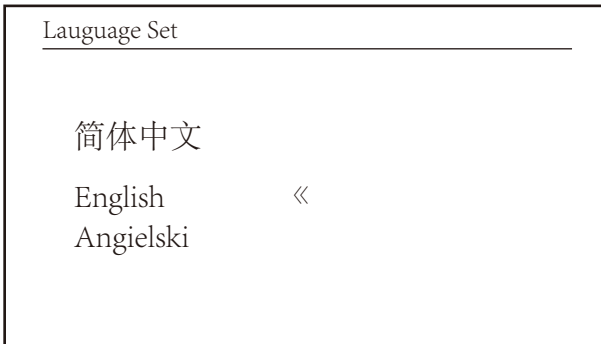 Lauguage Set
简体中文
English 《
Angielski